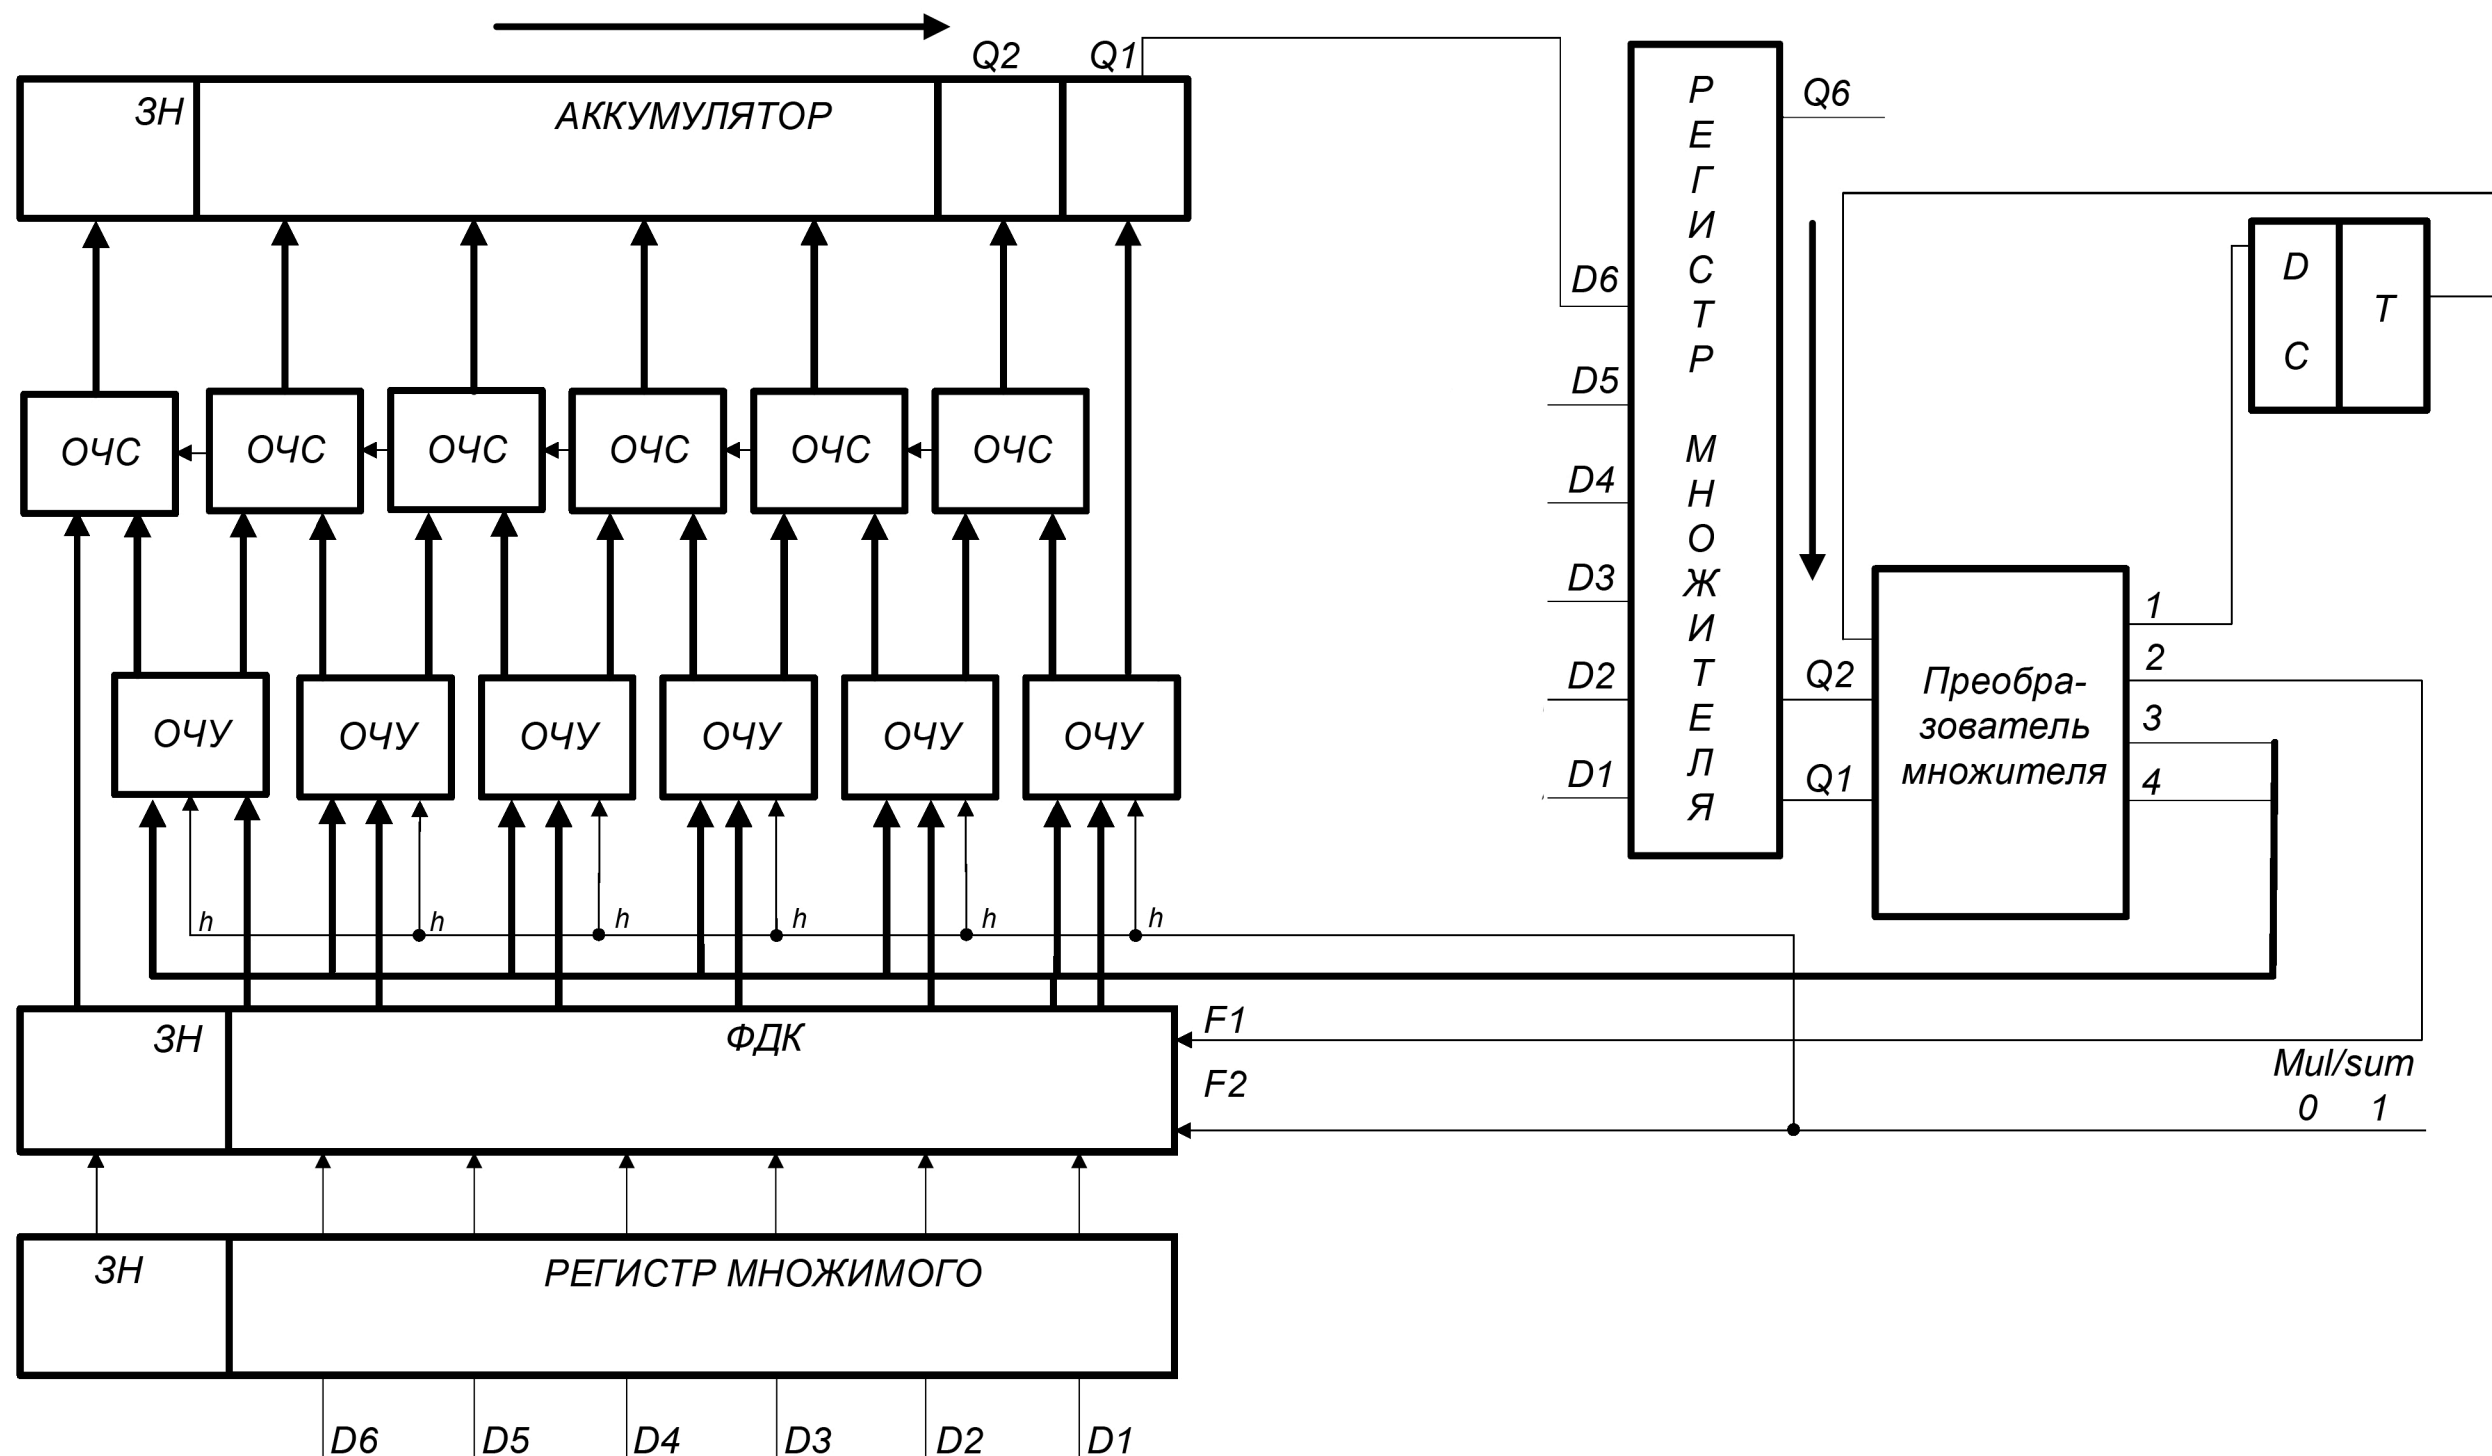 Q2 Q1
ЗН АККУМУЛЯТОР
Р
Е
Г
И
С
Т
Р
М
Н
О
Ж
И
Т
Е
Л
Я
Q6
D6
D5
D4
D3
D2
D1
Q2
Q1
D
C
T
ОЧС ОЧС ОЧС ОЧС ОЧС ОЧС
ОЧУ ОЧУ ОЧУ ОЧУ ОЧУ ОЧУ
Преобра-
зователь
множителя
1
2
3
4
h h h h h h
ЗН ФДК
F1
F2
Mul/sum
0 1
ЗН РЕГИСТР МНОЖИМОГО
D6 D5 D4 D3 D2 D1